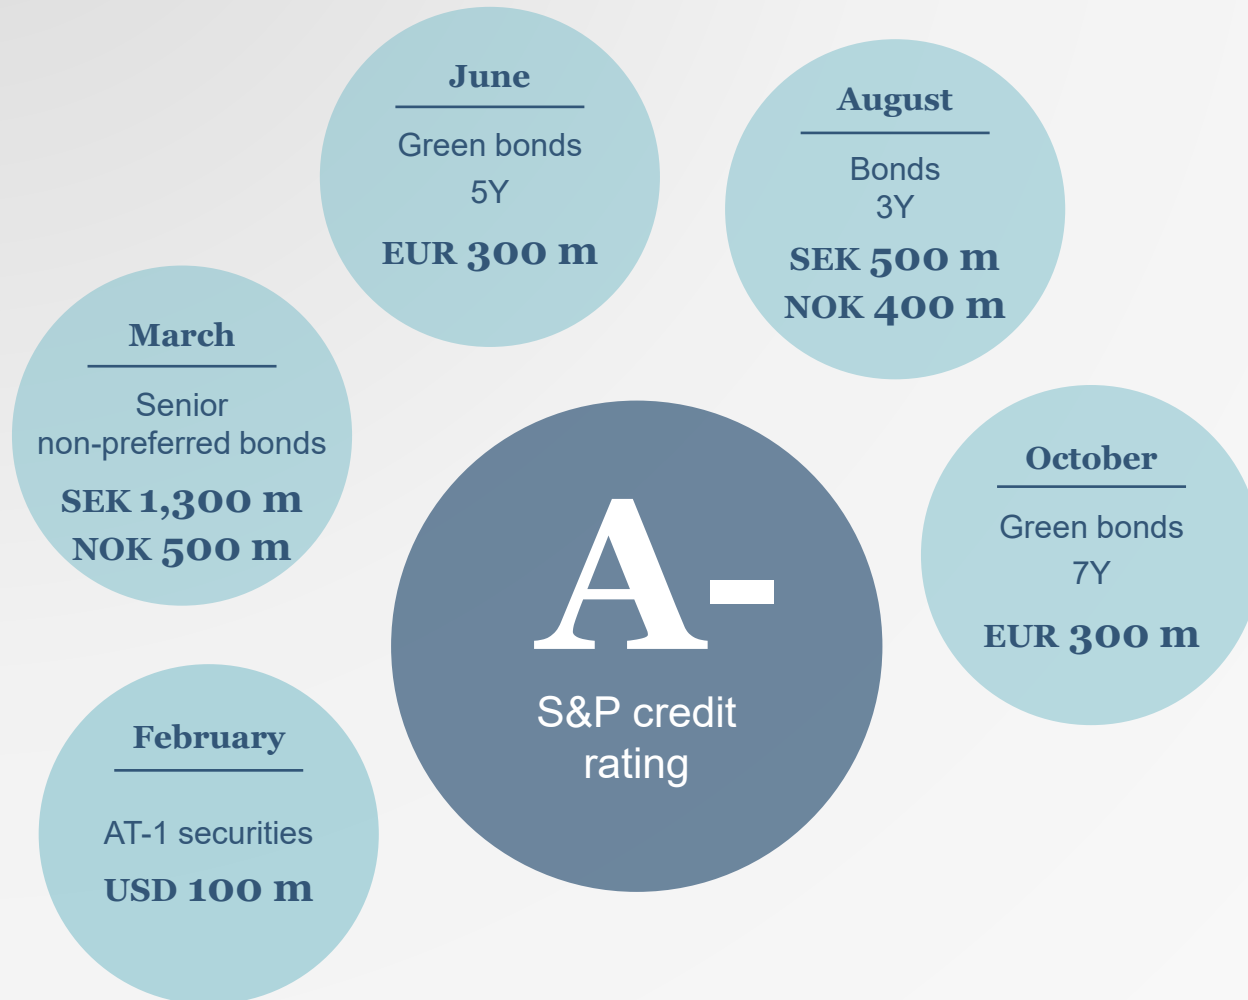 June
Green bonds
5Y
EUR 300 m
August
Bonds
3Y
SEK 500 m
NOK 400 m
March
Senior
non-preferred bonds
SEK 1,300 m
NOK 500 m
October
Green bonds
7Y
EUR 300 m
A-
S&P credit
rating
February
AT-1 securities
USD 100 m